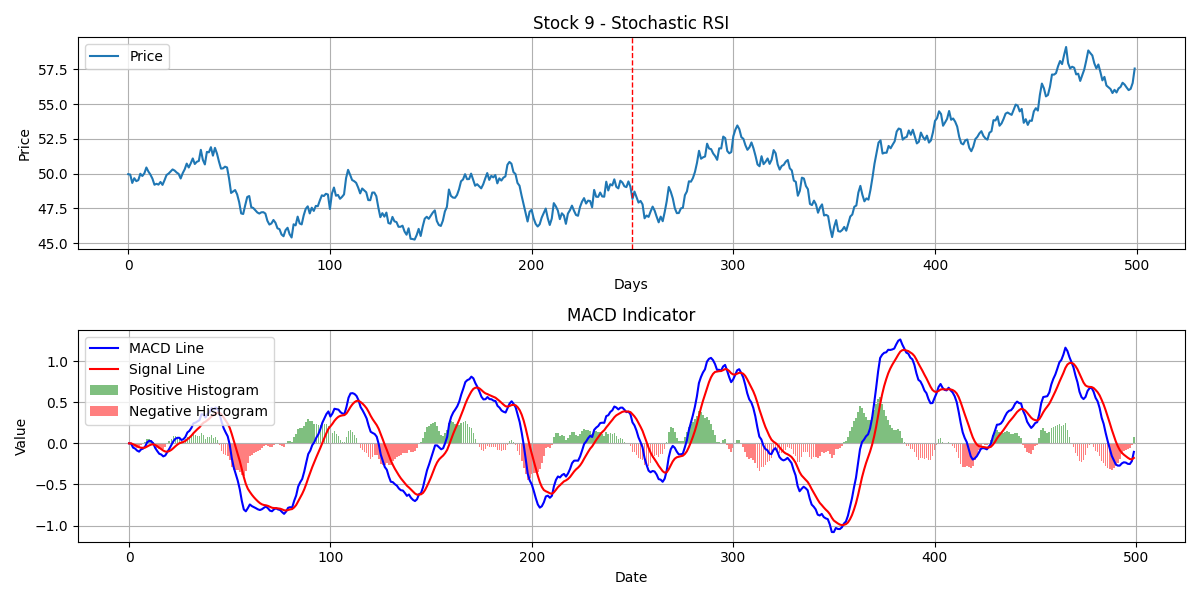 Stock 9 - Stochastic RSI
Price
57.5
55.0
52.5
50.0
47.5
45.0
Price
0 100 200 300 400 500
Days
MACD Indicator
MACD Line
Signal Line
Positive Histogram
Negative Histogram
1.0
0.5
0.0
−0.5
−1.0
Value
0 100 200 300 400 500
Date